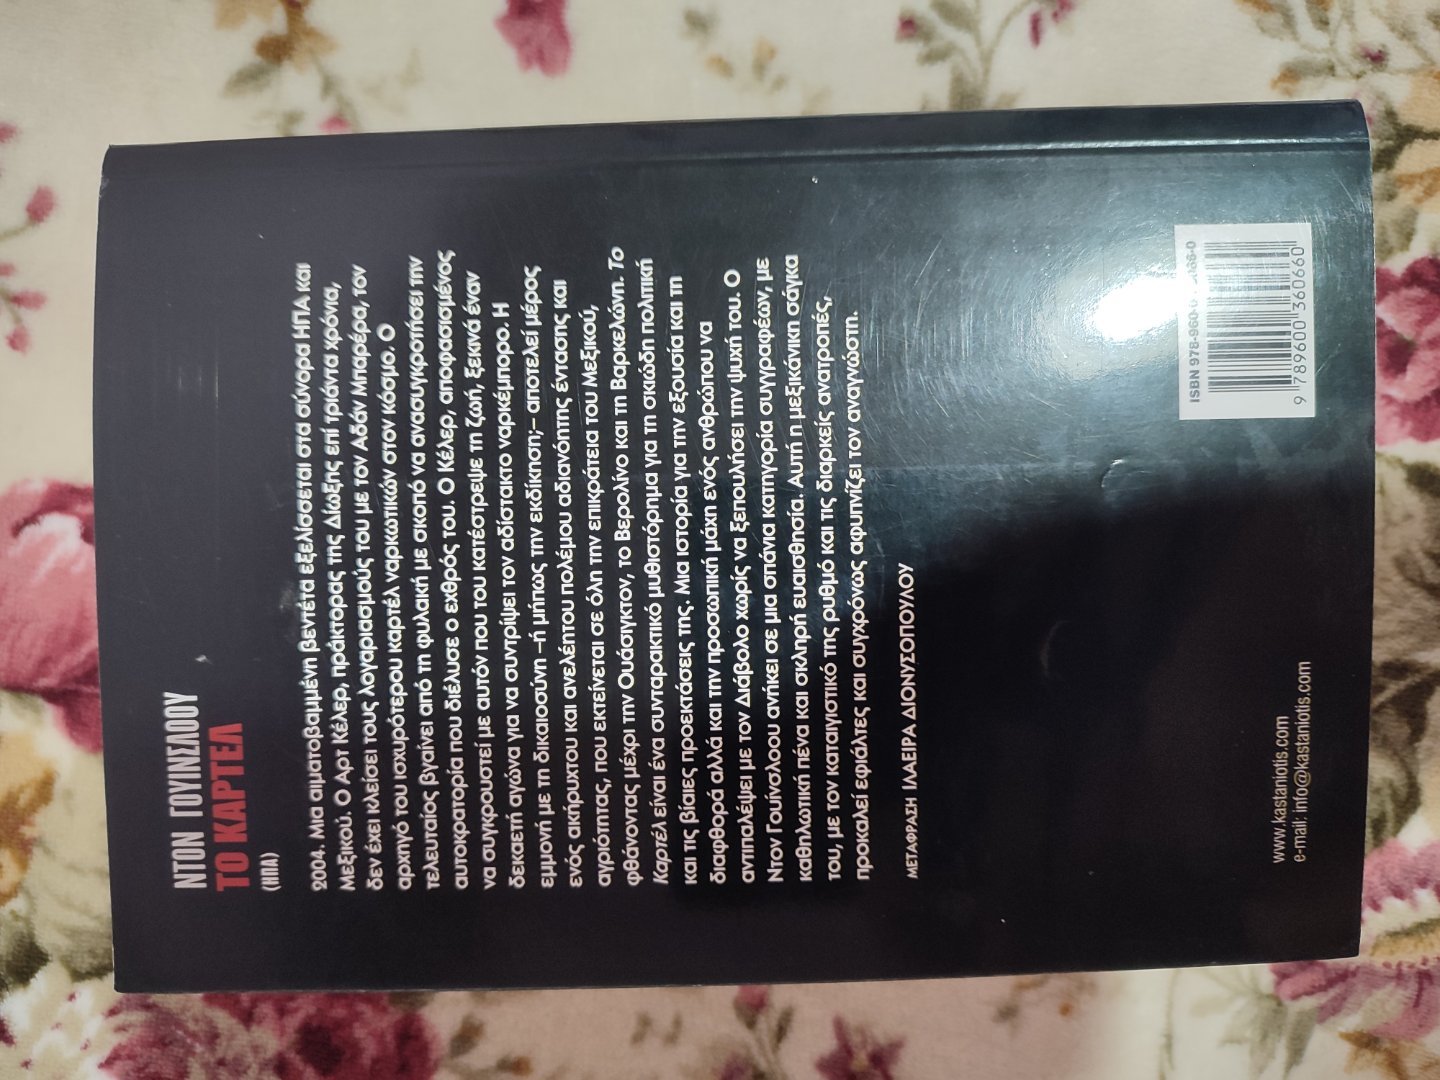 ΝΤΟΝ ΓΟΥΙΝΣΛΟΟΥ
ΤΟ ΚΑΡΤΕΛ
(ΗΠΑ)
2004. Μια αιματοβαμμένη βεντέτα εξελίσσεται στα σύνορα ΗΠΑ και
Μεξικού. Ο Αρτ Κέλερ, πράκτορας της Δίωξης επί τριάντα χρόνια,
δεν έχει κλείσει τους λογαριασμούς του με τον Αδάν Μπαρέρα, τον
αρχηγό του ισχυρότερου καρτέλ ναρκωτικών στον κόσμο. Ο
τελευταίος βγαίνει από τη φυλακή με σκοπό να ανασυγκροτήσει την
αυτοκρατορία που διέλυσε ο εχθρός του. Ο Κέλερ, αποφασισμένος
να συγκρουστεί με αυτόν που του κατέστρεψε τη ζωή, ξεκινά έναν
δεκαετή αγώνα για να συντρίψει τον αδίστακτο ναρκέμπορο. Η
εμμονή με τη δικαιοσύνη –ή μήπως την εκδίκηση;– αποτελεί μέρος
ενός ακήρυχτου και ανελέητου πολέμου αδιανόητης έντασης και
αγριότητας, που εκτείνεται σε όλη την επικράτεια του Μεξικού,
φθάνοντας μέχρι την Ουάσιγκτον, το Βερολίνο και τη Βαρκελώνη. Το
Καρτέλ είναι ένα συνταρακτικό μυθιστόρημα για τη σκιώδη πολιτική
και τις βίαιες προεκτάσεις της. Μια ιστορία για την εξουσία και τη
διαφθορά αλλά και την προσωπική μάχη ενός ανθρώπου να
αντιπαλέψει με τον Διάβολο χωρίς να ξεπουλήσει την ψυχή του. Ο
Ντον Γουίνσλοου ανήκει σε μια σπάνια κατηγορία συγγραφέων, με
καθηλωτική πένα και σκληρή ευαισθησία. Αυτή η μεξικάνικη σάγκα
του, με τον καταιγιστικό της ρυθμό και τις διαρκείς ανατροπές,
προκαλεί εφιάλτες και συγχρόνως αφυπνίζει τον αναγνώστη.
ΜΕΤΑΦΡΑΣΗ ΙΛΑΕΙΡΑ ΔΙΟΝΥΣΟΠΟΥΛΟΥ
www.kastaniotis.com
e-mail: info@kastaniotis.com
ISBN 978-960-
9 789600 360660